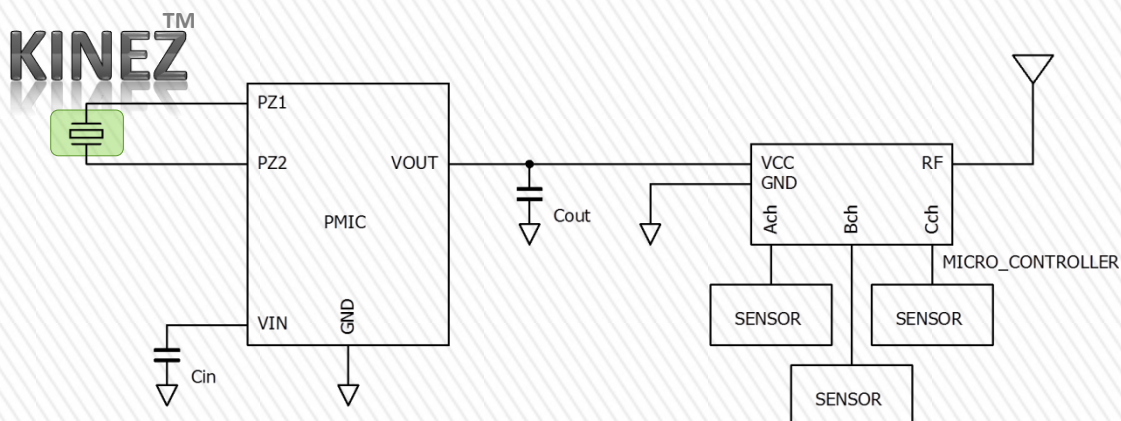 KINEZ™
PZ1
PZ2
VOUT
PMIC
VIN
GND
Cin
Cout
VCC
GND
RF
Ach
Bch
Cch
MICRO_CONTROLLER
SENSOR
SENSOR
SENSOR